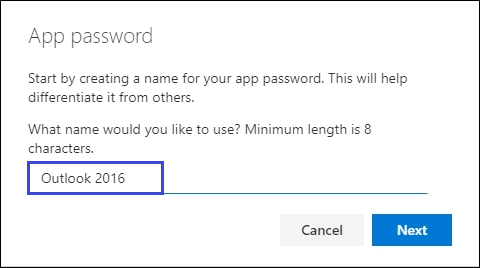 App password
Start by creating a name for your app password. This will help
differentiate it from others.
What name would you like to use? Minimum length is 8
characters.
Outlook 2016
Cancel
Next